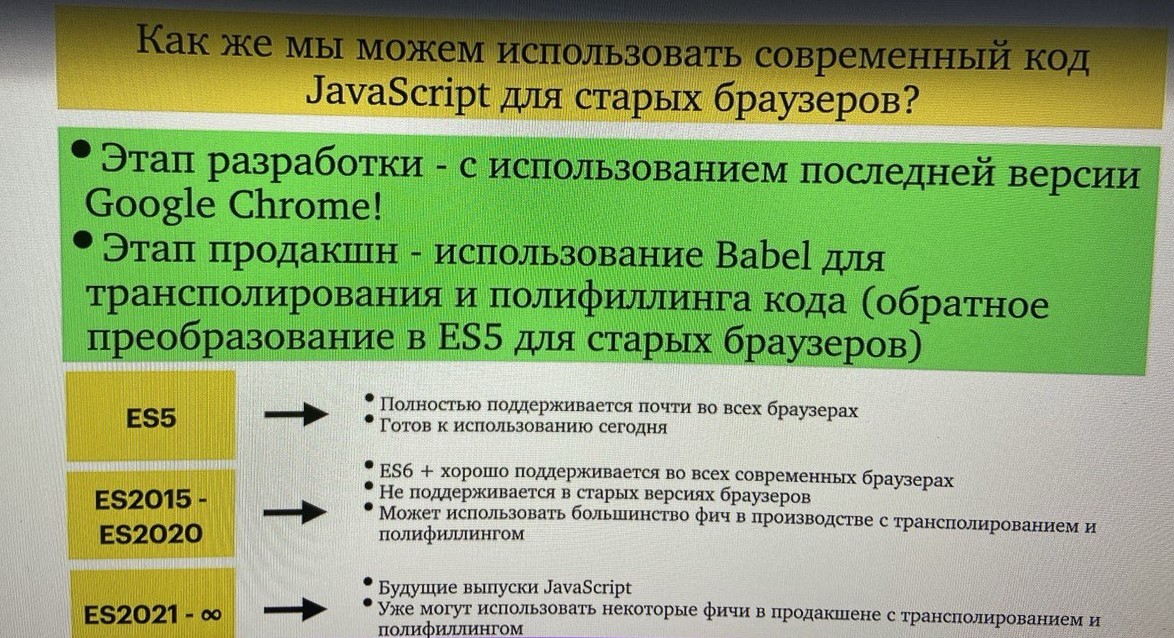 Как же мы можем использовать современный код
JavaScript для старых браузеров?
• Этап разработки - с использованием последней версии
Google Chrome!
• Этап продакшн - использование Babel для
трансполирования и полифиллинга кода (обратное
преобразование в ES5 для старых браузеров)
ES5
• Полностью поддерживается почти во всех браузерах
• Готов к использованию сегодня
ES2015 -
ES2020
• ES6 + хорошо поддерживается во всех современных браузерах
• Не поддерживается в старых версиях браузеров
• Может использовать большинство фич в производстве с трансполированием и
полифиллингом
ES2021 - ∞
• Будущие выпуски JavaScript
• Уже могут использовать некоторые фичи в продакшене с трансполированием и
полифиллингом